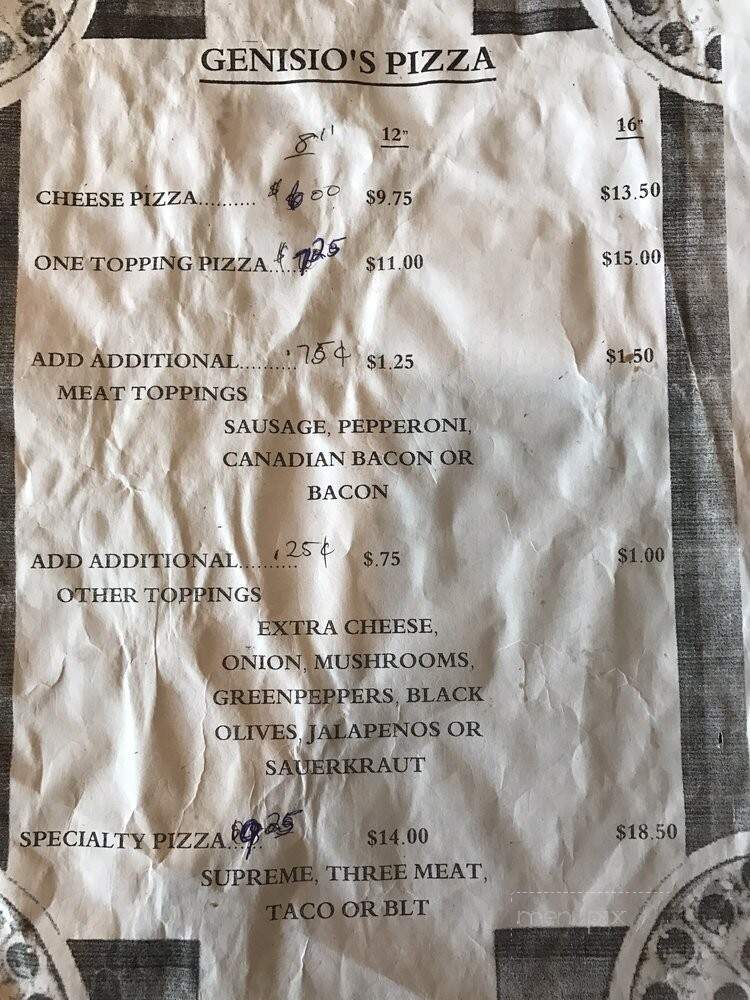 GENISIO'S PIZZA
8" 12" 16"
CHEESE PIZZA.......... $6.00 $9.75 $13.50
ONE TOPPING PIZZA...... $7.25 $11.00 $15.00
ADD ADDITIONAL......... .75¢ $1.25 $1.50
MEAT TOPPINGS
SAUSAGE, PEPPERONI,
CANADIAN BACON OR
BACON
ADD ADDITIONAL......... .25¢ $.75 $1.00
OTHER TOPPINGS
EXTRA CHEESE,
ONION, MUSHROOMS,
GREENPEPPERS, BLACK
OLIVES, JALAPENOS OR
SAUERKRAUT
SPECIALTY PIZZA..... $9.25 $14.00 $18.50
SUPREME, THREE MEAT,
TACO OR BLT
menupix